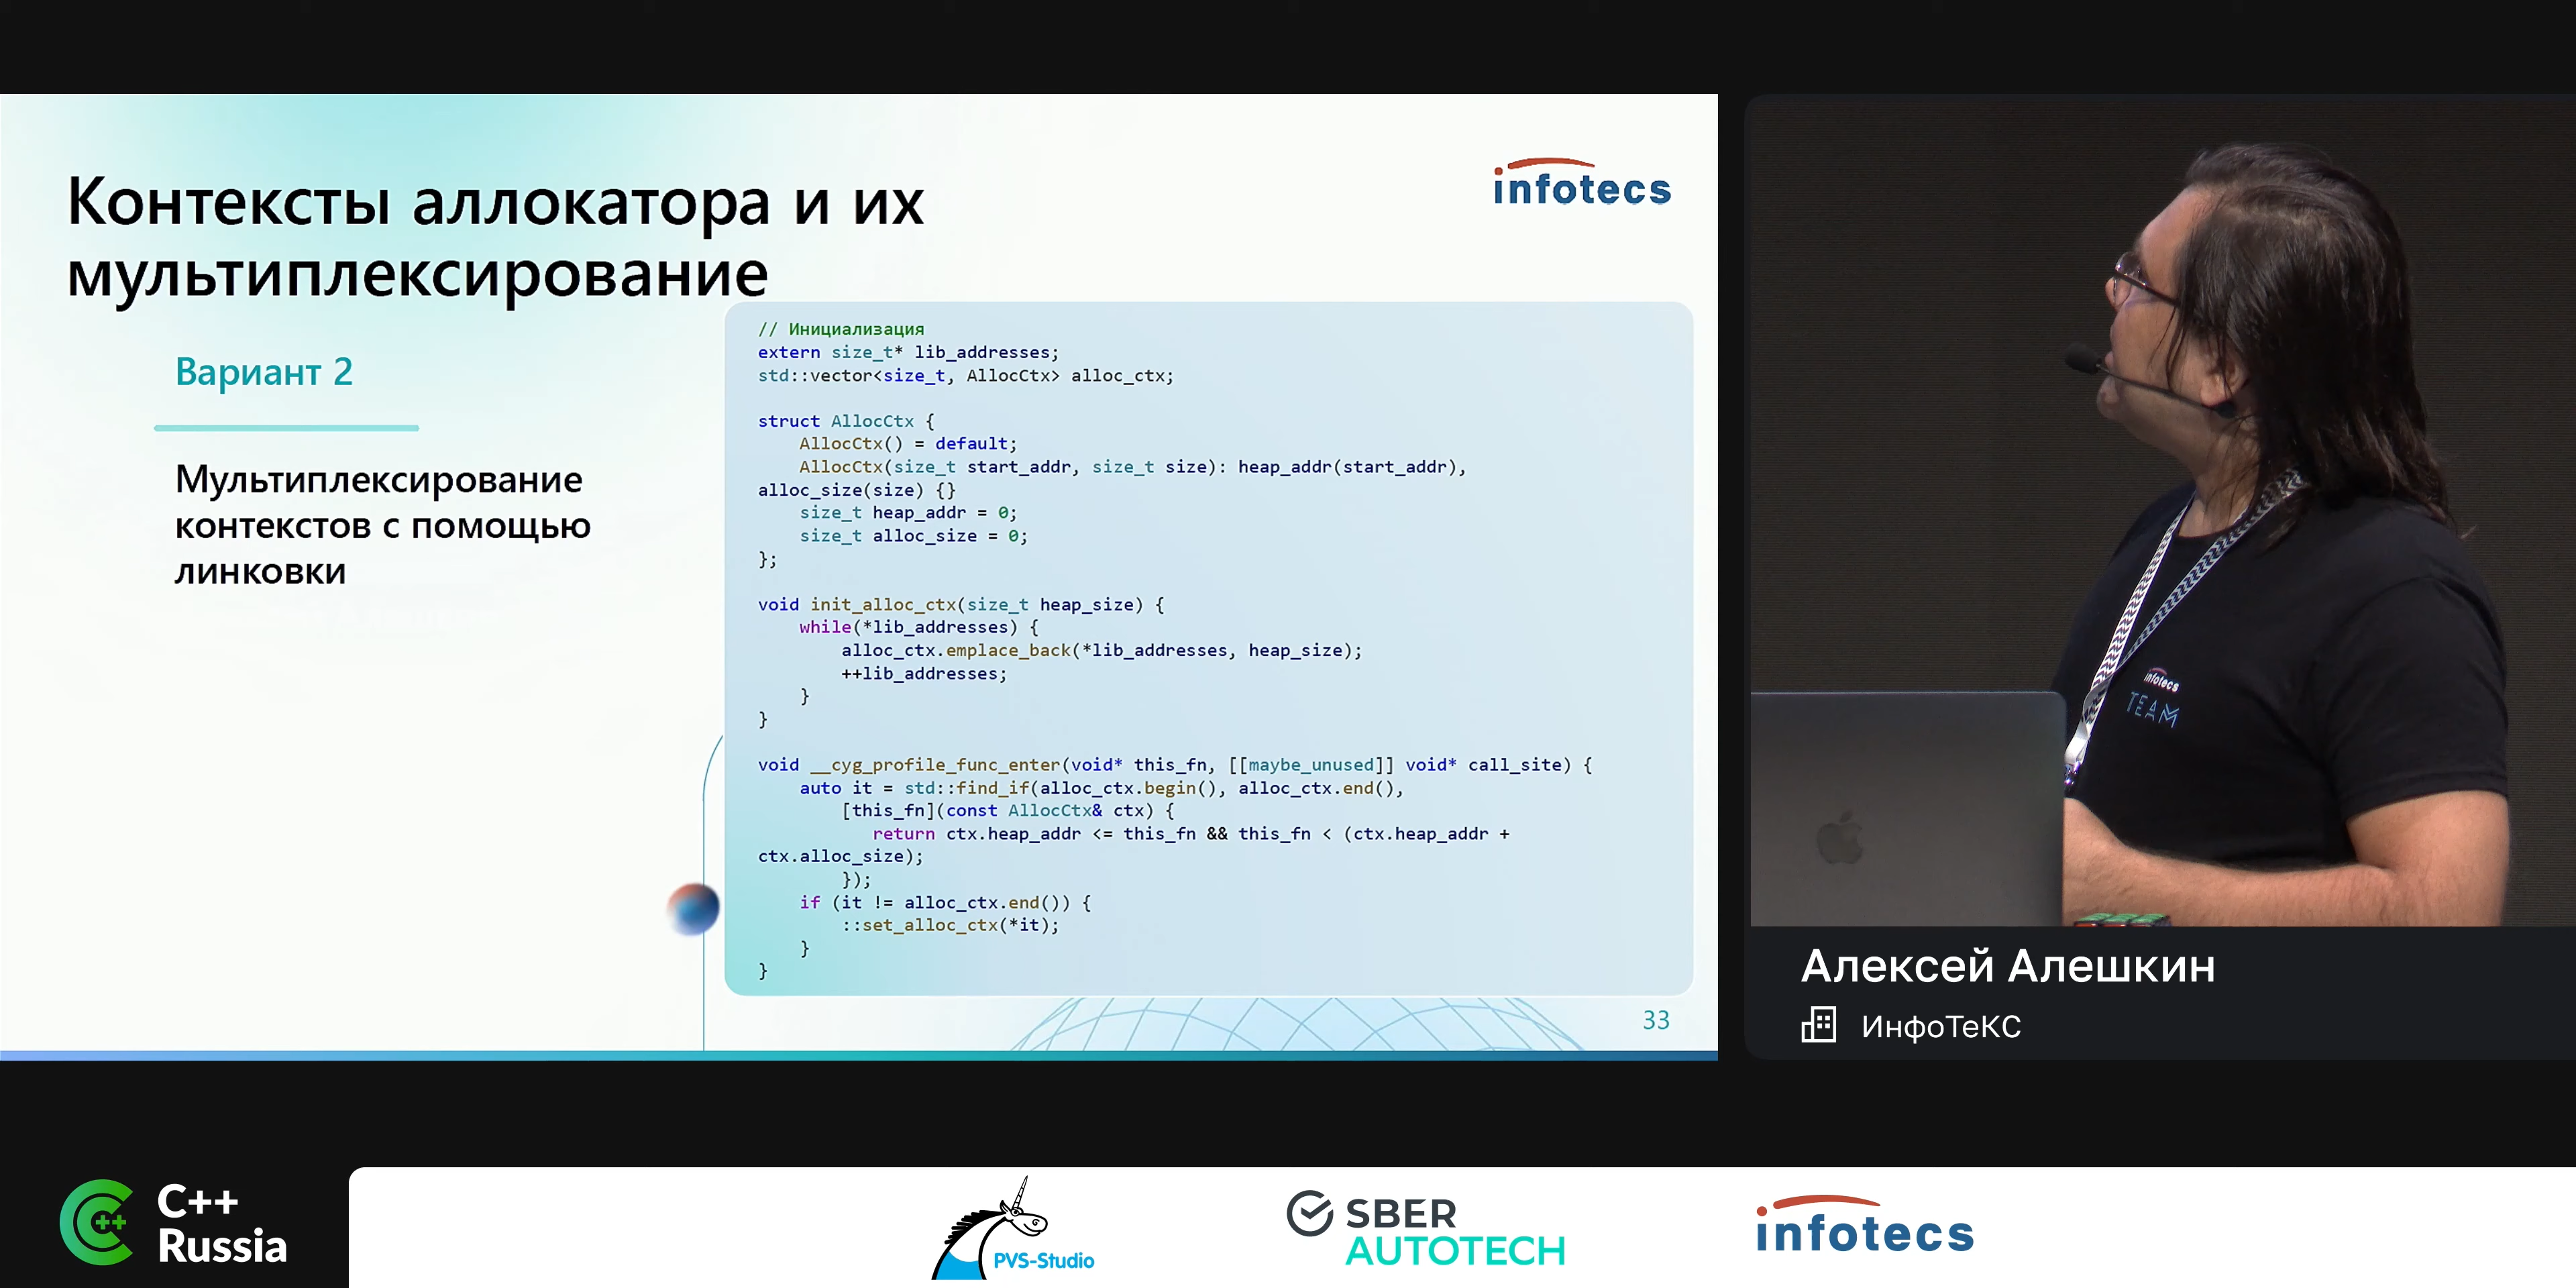 Контексты аллокатора и их
мультиплексирование
infotecs
Вариант 2
Мультиплексирование
контекстов с помощью
линковки
// Инициализация
extern size_t* lib_addresses;
std::vector<size_t, AllocCtx> alloc_ctx;
struct AllocCtx {
    AllocCtx() = default;
    AllocCtx(size_t start_addr, size_t size): heap_addr(start_addr),
alloc_size(size) {}
    size_t heap_addr = 0;
    size_t alloc_size = 0;
};
void init_alloc_ctx(size_t heap_size) {
    while(*lib_addresses) {
        alloc_ctx.emplace_back(*lib_addresses, heap_size);
        ++lib_addresses;
    }
}
void __cyg_profile_func_enter(void* this_fn, [[maybe_unused]] void* call_site) {
    auto it = std::find_if(alloc_ctx.begin(), alloc_ctx.end(),
        [this_fn](const AllocCtx& ctx) {
           return ctx.heap_addr <= this_fn && this_fn < (ctx.heap_addr +
ctx.alloc_size);
        });
    if (it != alloc_ctx.end()) {
        ::set_alloc_ctx(*it);
    }
}
33
infotecs
TEAM
Алексей Алешкин
ИнфоТеКС
C++
Russia
PVS-Studio
SBER
AUTOTECH
infotecs